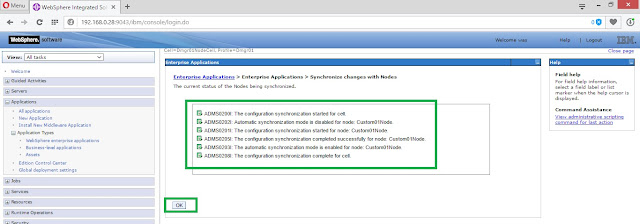 Menu
WebSphere Integrated Sol
192.168.0.28:9043/ibm/console/login.do
WebSphere. software
Welcome was
Help
Logout
IBM.
Cell=Dmgr01NodeCell, Profile=Dmgr01
Close page
View: All tasks
Welcome
Guided Activities
Servers
Applications
All applications
New Application
Install New Middleware Application
Application Types
WebSphere enterprise applications
Business-level applications
Assets
Edition Control Center
Global deployment settings
Jobs
Services
Resources
Runtime Operations
Security
Enterprise Applications
Enterprise Applications > Enterprise Applications > Synchronize changes with Nodes
The current status of the Nodes being synchronized.
ADMS0200I: The configuration synchronization started for cell.
ADMS0202I: Automatic synchronization mode is disabled for node: Custom01Node.
ADMS0201I: The configuration synchronization started for node: Custom01Node.
ADMS0205I: The configuration synchronization completed successfully for node: Custom01Node.
ADMS0203I: The automatic synchronization mode is enabled for node: Custom01Node.
ADMS0208I: The configuration synchronization complete for cell.
OK
Help
Field help
For field help information,
select a field label or list
marker when the help cursor is
displayed.
Command Assistance
View administrative scripting
command for last action